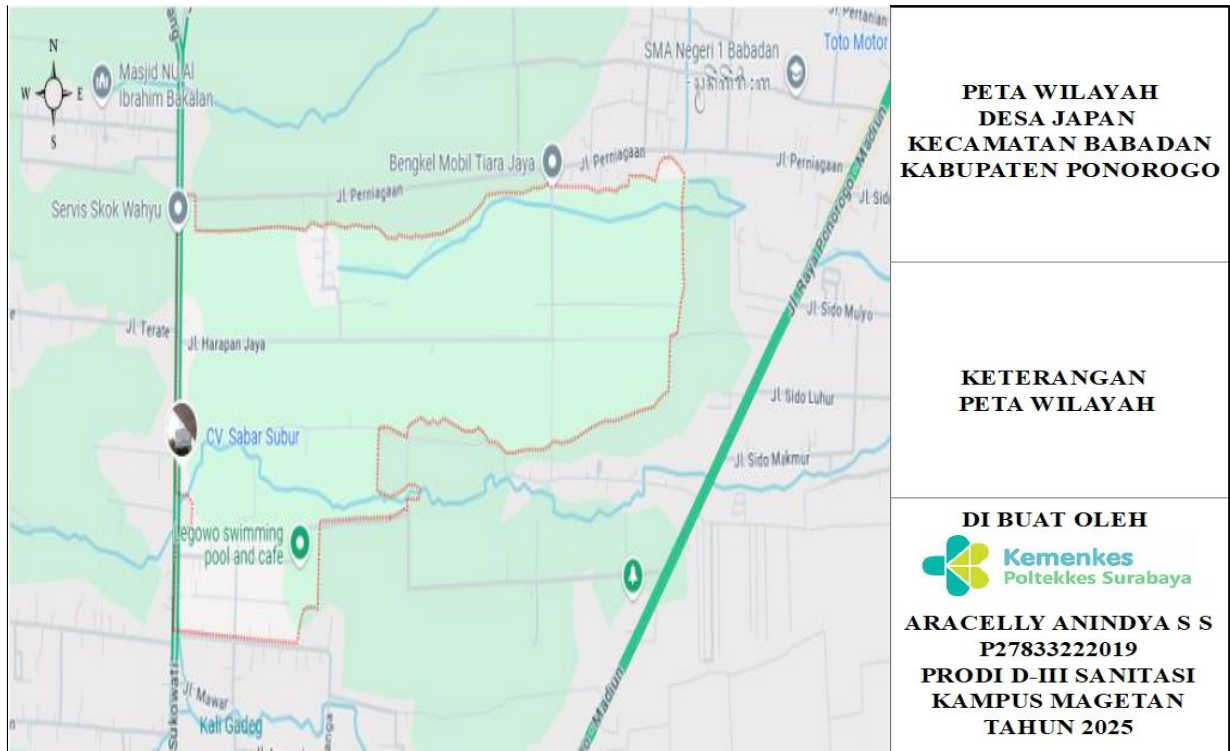 N
W
E
S
Masjid NU Al
Ibrahim Bakalan
SMA Negeri 1 Babadan
Jl. Pertanian
Toto Motor
Bengkel Mobil Tiara Jaya
Jl. Perniagaan
Jl. Perniagaan
Jl. Perniagaan
Jl. Sid
Servis Skok Wahyu
Jl. Raya Ponorogo - Madiun
Jl. Terate
Jl. Harapan Jaya
Jl. Sido Mulyo
CV. Sabar Subur
Jl. Sido Luhur
Jl. Sido Makmur
Legowo swimming
pool and cafe
Jl. Mawar
Kali Gadeg
Sukowati
Madiun
PETA WILAYAH
DESA JAPAN
KECAMATAN BABADAN
KABUPATEN PONOROGO
KETERANGAN
PETA WILAYAH
DI BUAT OLEH
Kemenkes
Poltekkes Surabaya
ARACELLY ANINDYA S S
P27833222019
PRODI D-III SANITASI
KAMPUS MAGETAN
TAHUN 2025